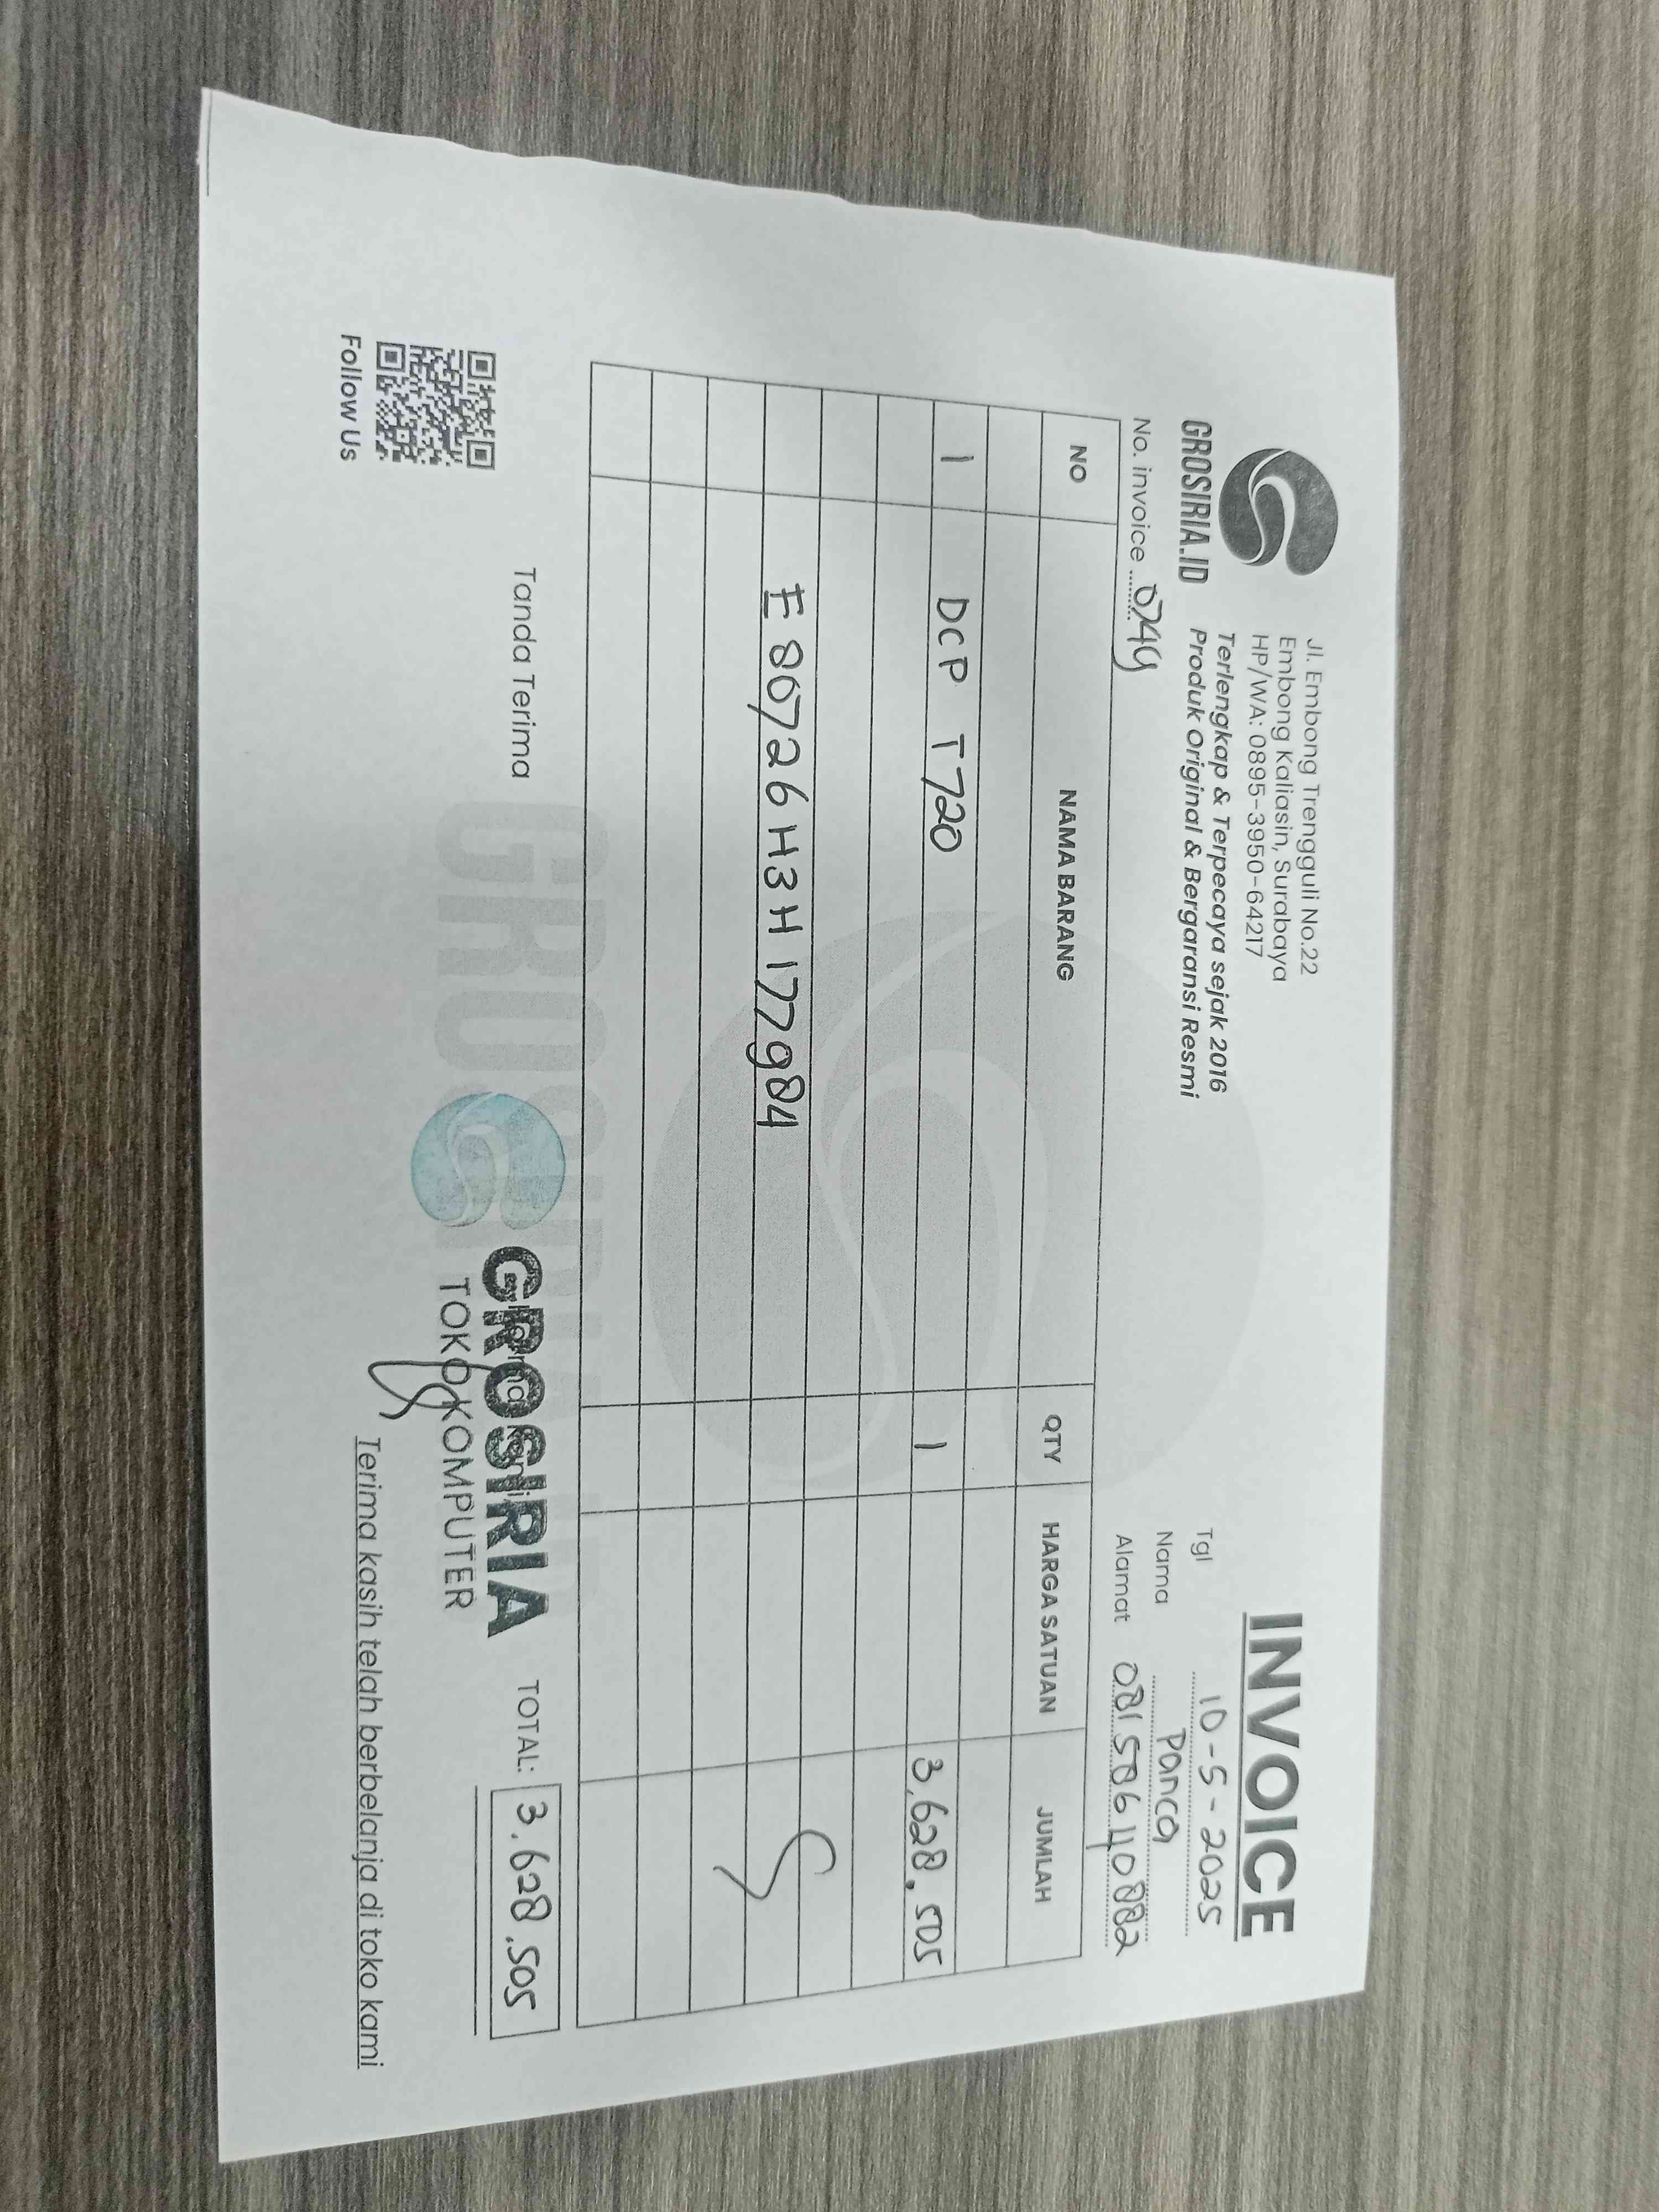 GROSIRIA.ID
Jl. Embong Trengguli No.22
Embong Kaliasin, Surabaya
HP/WA: 0895-3950-64217
Terlengkap & Terpecaya sejak 2016
Produk Original & Bergaransi Resmi
INVOICE
Tgl 10-5-2025
Nama Panca
Alamat 081586110882
No. invoice ...... 0749
NO NAMA BARANG QTY HARGA SATUAN JUMLAH
1 DCP T720 1 3,628.505
E80726H3H177984
Tanda Terima
GROSIRIA
TOKO KOMPUTER
TOTAL: 3.628.505
Follow Us
Terima kasih telah berbelanja di toko kami